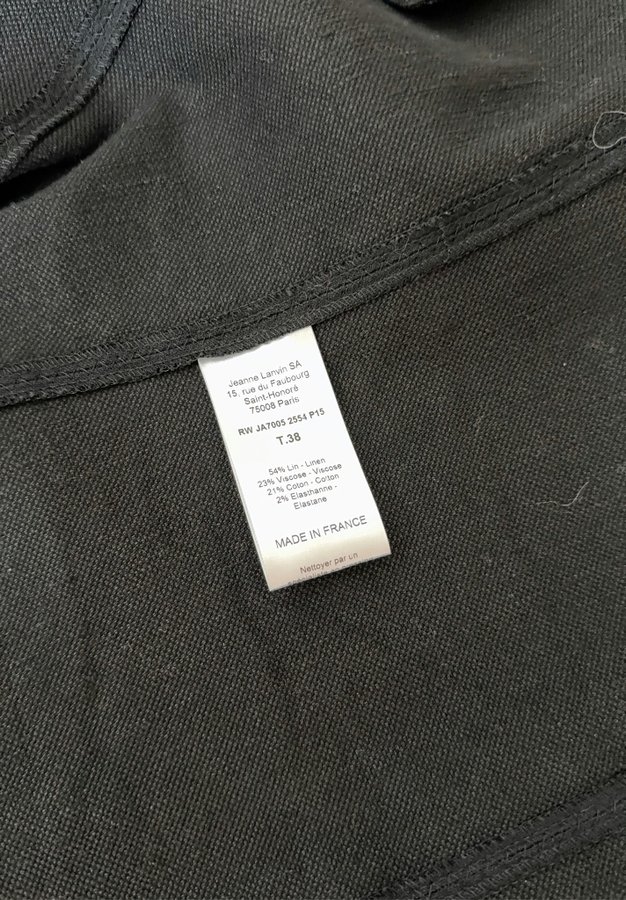 Jeanne Lanvin SA
15, rue du Faubourg
Saint-Honoré
75008 Paris
RW JA7005 2554 P15
T.38
54% Lin - Linen
23% Viscose - Viscose
21% Coton - Cotton
2% Elasthanne -
Elastane
MADE IN FRANCE
Nettoyer par un